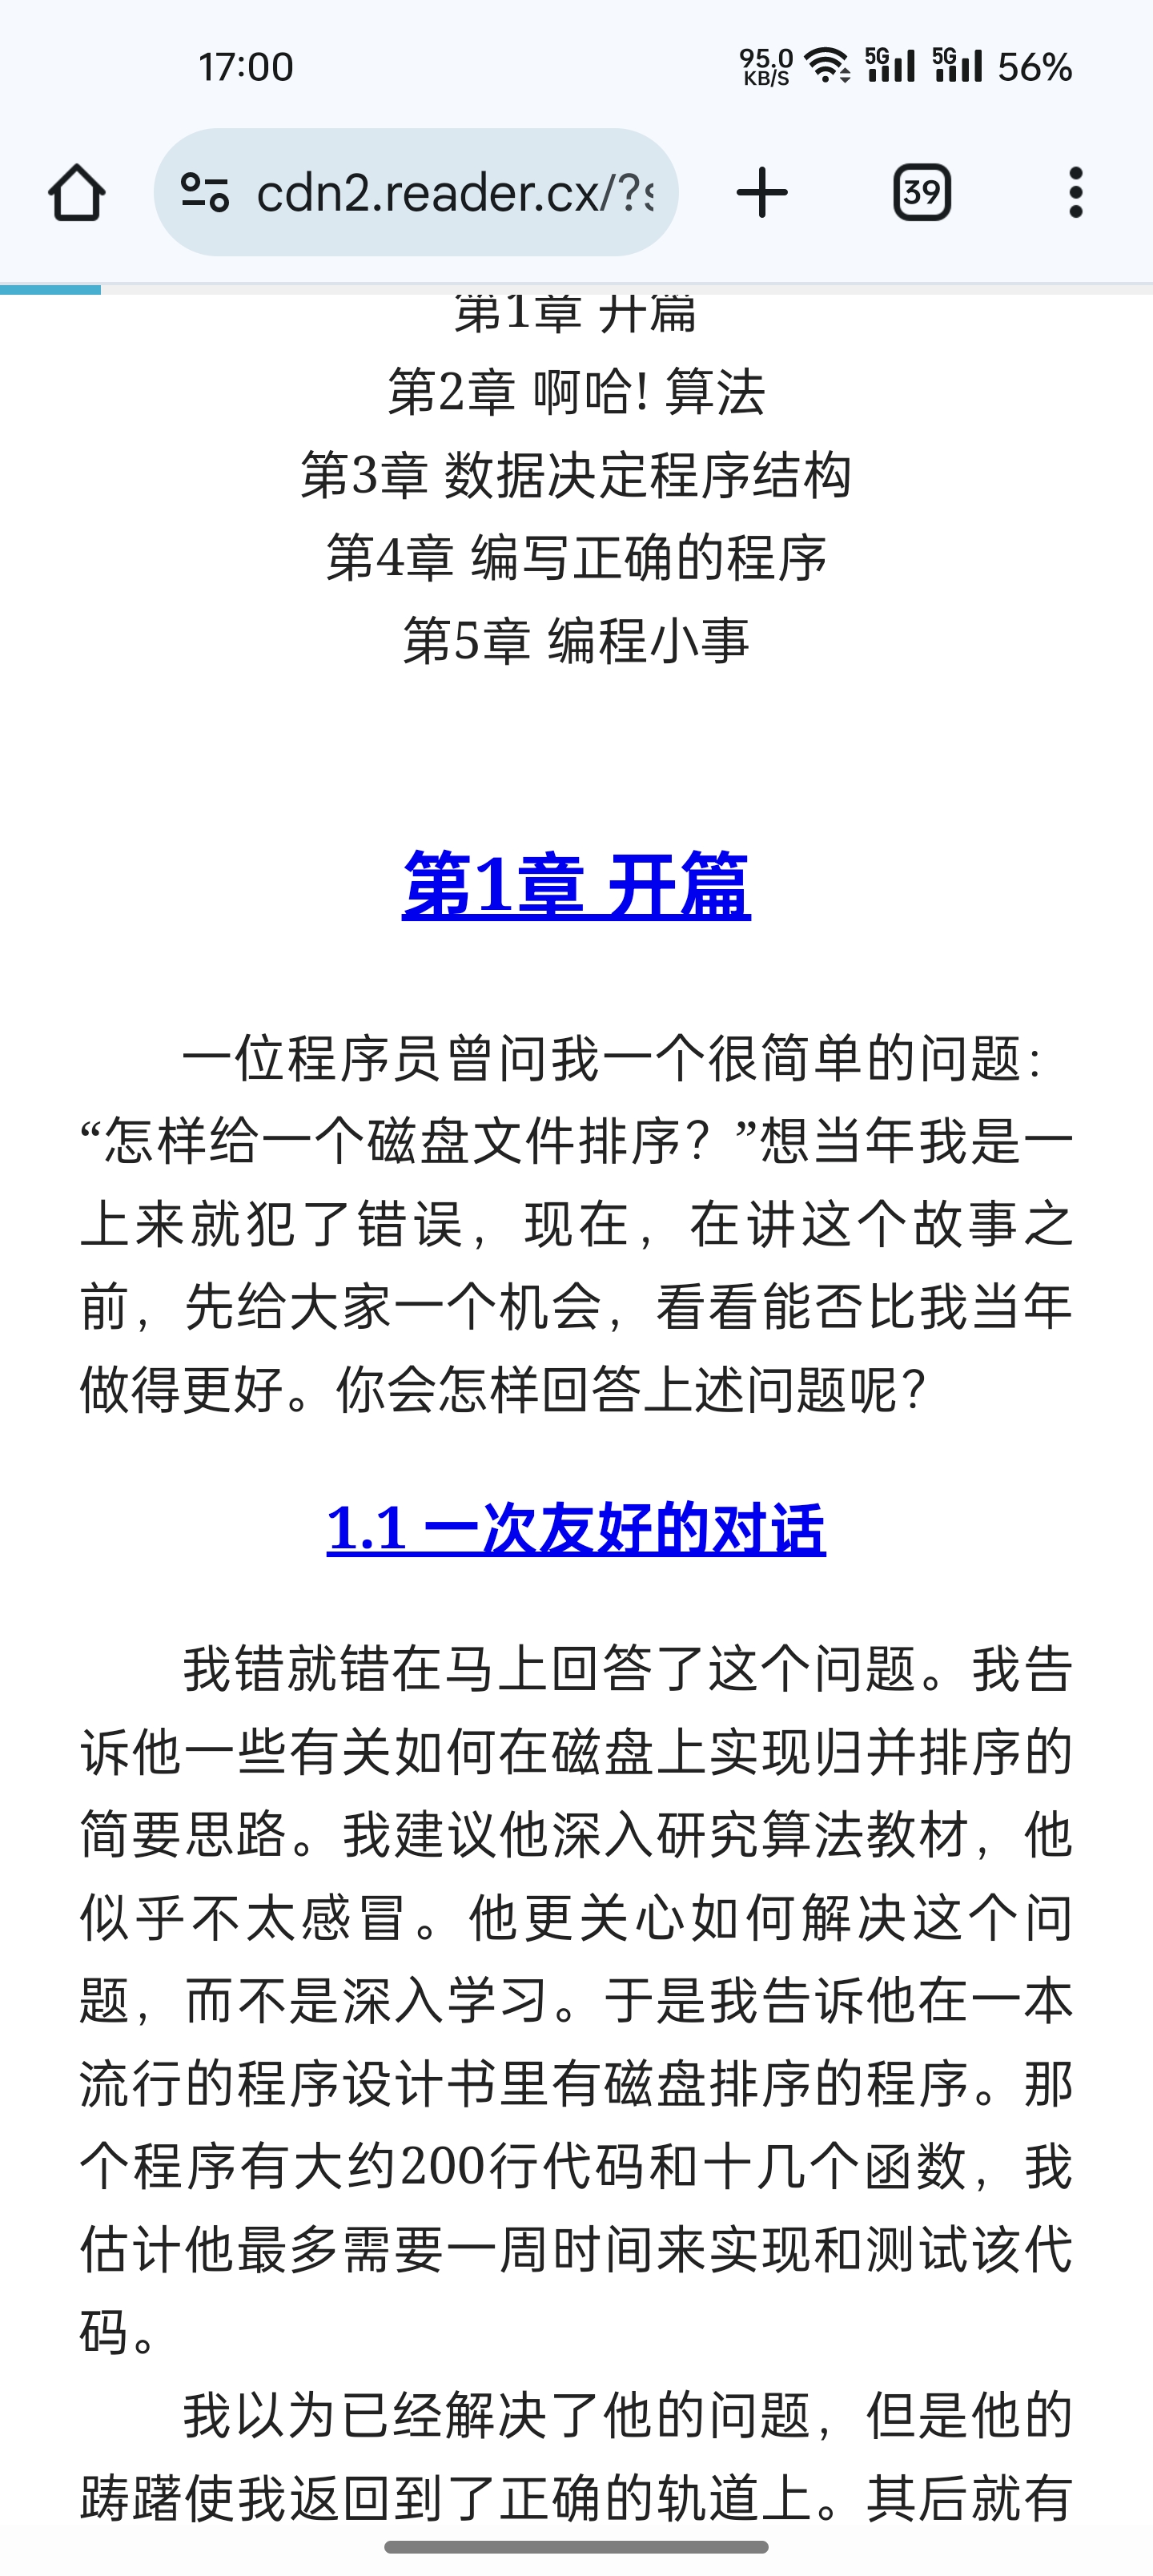 17:00
95.0
KB/S
5G
5G
56%
cdn2.reader.cx/?s
39
第1章 开篇
第2章 啊哈! 算法
第3章 数据决定程序结构
第4章 编写正确的程序
第5章 编程小事
第1章 开篇
一位程序员曾问我一个很简单的问题：
“怎样给一个磁盘文件排序？”想当年我是一
上来就犯了错误，现在，在讲这个故事之
前，先给大家一个机会，看看能否比我当年
做得更好。你会怎样回答上述问题呢？
1.1 一次友好的对话
我错就错在马上回答了这个问题。我告
诉他一些有关如何在磁盘上实现归并排序的
简要思路。我建议他深入研究算法教材，他
似乎不太感冒。他更关心如何解决这个问
题，而不是深入学习。于是我告诉他在一本
流行的程序设计书里有磁盘排序的程序。那
个程序有大约200行代码和十几个函数，我
估计他最多需要一周时间来实现和测试该代
码。
我以为已经解决了他的问题，但是他的
踌躇使我返回到了正确的轨道上。其后就有